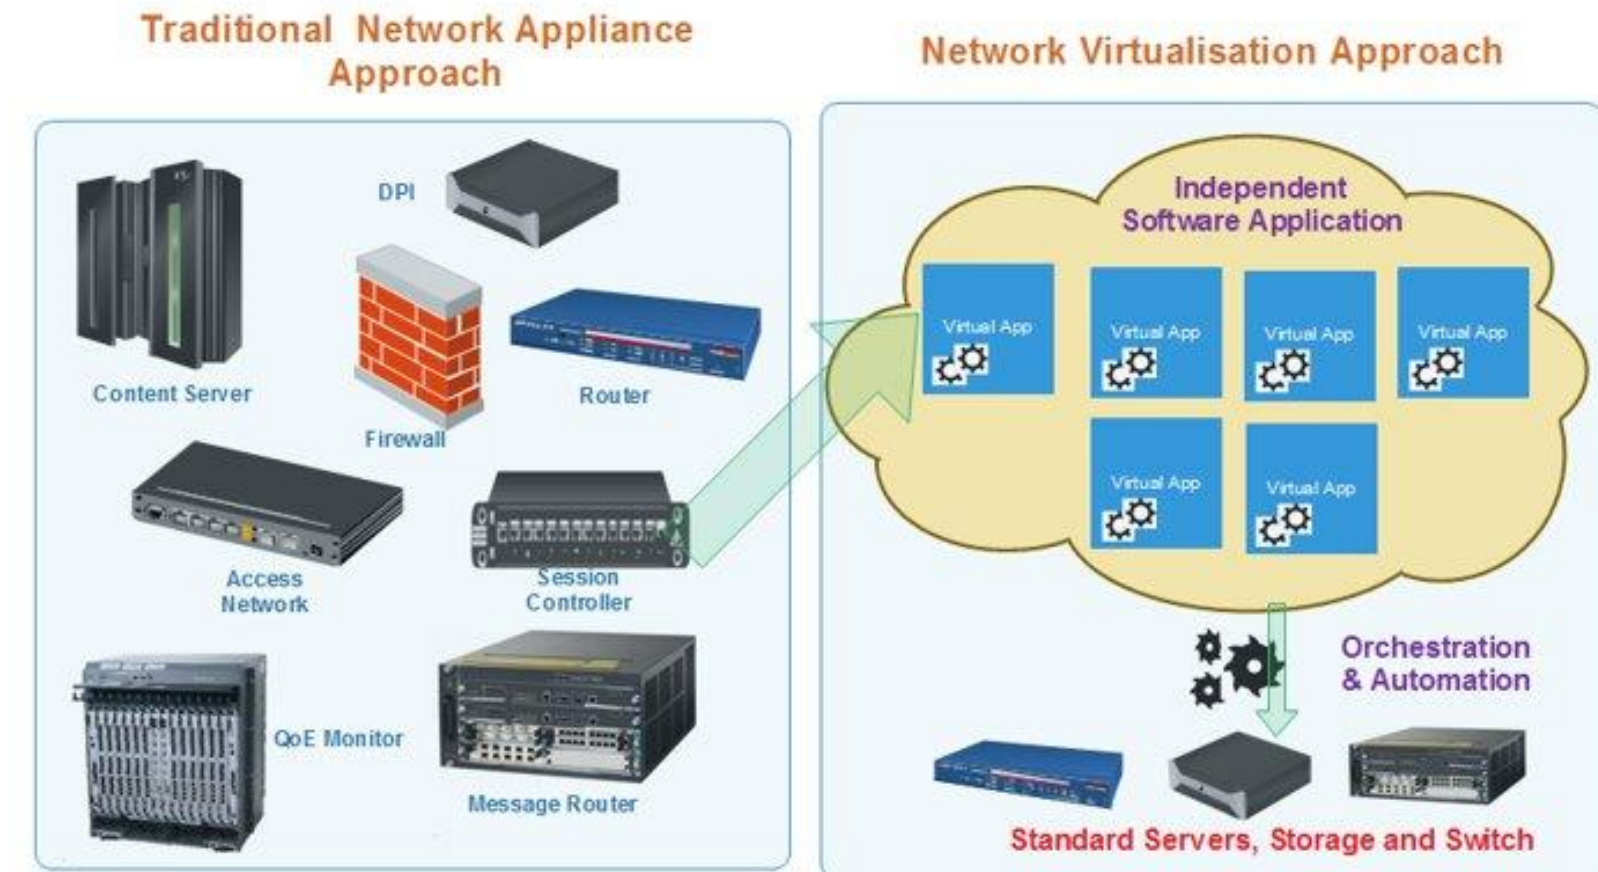 Traditional Network Appliance
Approach
Network Virtualisation Approach
DPI
Content Server
Firewall
Router
Access
Network
Session
Controller
QoE Monitor
Message Router
Independent
Software Application
Virtual App
Virtual App
Virtual App
Virtual App
Virtual App
Virtual App
Orchestration
& Automation
Standard Servers, Storage and Switch